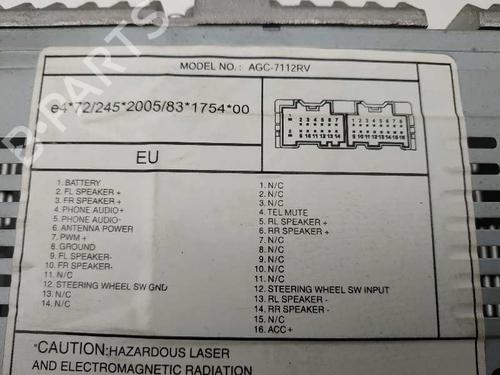 MODEL NO.: AGC-7112RV
e4*72/245*2005/83*1754*00
EU
1. BATTERY
2. FL SPEAKER +
3. FR SPEAKER +
4. PHONE AUDIO+
5. PHONE AUDIO-
6. ANTENNA POWER
7. PWM +
8. GROUND
9. FL SPEAKER-
10. FR SPEAKER-
11. N/C
12. STEERING WHEEL SW GND
13. N/C
14. N/C
1. N/C
2. N/C
3. N/C
4. TEL MUTE
5. RL SPEAKER +
6. RR SPEAKER +
7. N/C
8. N/C
9. N/C
10. N/C
11. N/C
12. STEERING WHEEL SW INPUT
13. RL SPEAKER -
14. RR SPEAKER -
15. N/C
16. ACC+
*CAUTION: HAZARDOUS LASER
AND ELECTROMAGNETIC RADIATION